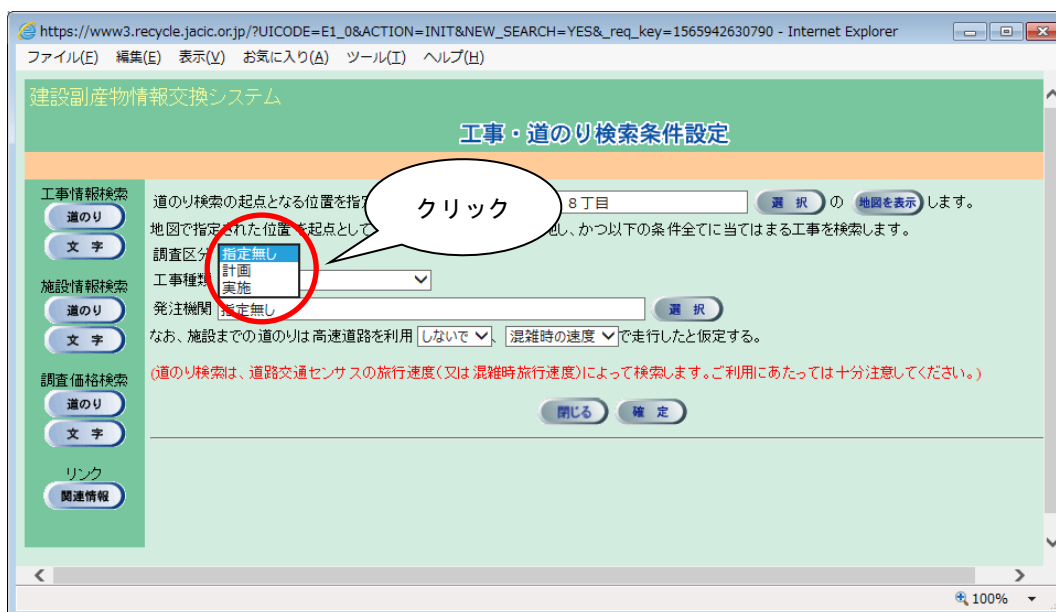 https://www3.recycle.jacic.or.jp/?UICODE=E1_0&ACTION=INIT&NEW_SEARCH=YES&_req_key=1565942630790 - Internet Explorer
ファイル(F) 編集(E) 表示(V) お気に入り(A) ツール(T) ヘルプ(H)
建設副産物情報交換システム
工事・道のり検索条件設定
工事情報検索
道のり
文 字
施設情報検索
道のり
文 字
調査価格検索
道のり
文 字
リンク
関連情報
道のり検索の起点となる位置を指定 8丁目 選 択 の 地図を表示 します。
クリック
地図で指定された位置を起点として し、かつ以下の条件全てに当てはまる工事を検索します。
調査区分 指定無し
計画
実施
工事種類
発注機関 指定無し 選 択
なお、施設までの道のりは高速道路を利用 しないで 、 混雑時の速度 で走行したと仮定する。
(道のり検索は、道路交通センサスの旅行速度(又は混雑時旅行速度)によって検索します。ご利用にあたっては十分注意してください。)
閉じる 確 定
100%